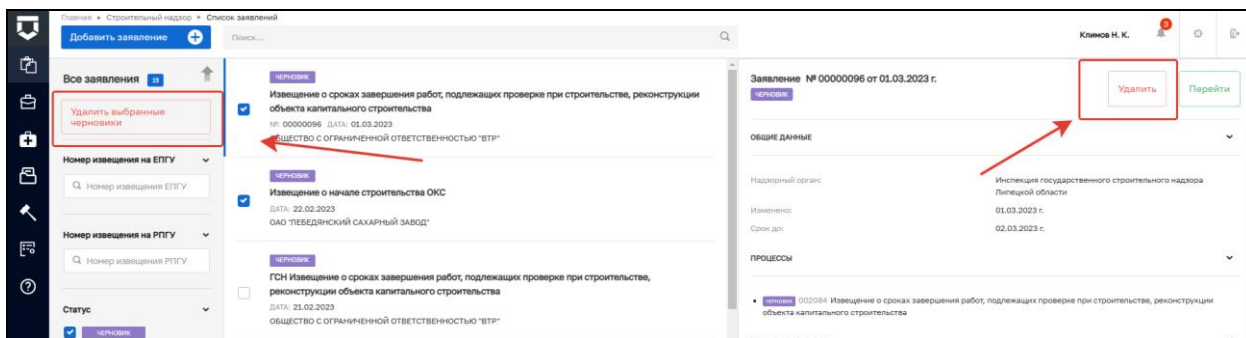 Главная • Строительный надзор • Список заявлений
Добавить заявление
Поиск...
Климов Н. К.
3
Все заявления 19
Удалить выбранные
черновики
Номер извещения на ЕПГУ
Номер извещения ЕПГУ
Номер извещения на РПГУ
Номер извещения РПГУ
Статус
ЧЕРНОВИК
ЧЕРНОВИК
Извещение о сроках завершения работ, подлежащих проверке при строительстве, реконструкции
объекта капитального строительства
№: 00000096 ДАТА: 01.03.2023
ОБЩЕСТВО С ОГРАНИЧЕННОЙ ОТВЕТСТВЕННОСТЬЮ "ВТР"
ЧЕРНОВИК
Извещение о начале строительства ОКС
ДАТА: 22.02.2023
ОАО "ЛЕБЕДЯНСКИЙ САХАРНЫЙ ЗАВОД"
ЧЕРНОВИК
ГСН Извещение о сроках завершения работ, подлежащих проверке при строительстве,
реконструкции объекта капитального строительства
ДАТА: 21.02.2023
ОБЩЕСТВО С ОГРАНИЧЕННОЙ ОТВЕТСТВЕННОСТЬЮ "ВТР"
Заявление № 00000096 от 01.03.2023 г.
ЧЕРНОВИК
Удалить
Перейти
ОБЩИЕ ДАННЫЕ
Надзорный орган: Инспекция государственного строительного надзора
Липецкой области
Изменено: 01.03.2023 г.
Срок до: 02.03.2023 г.
ПРОЦЕССЫ
ЧЕРНОВИК 002084 Извещение о сроках завершения работ, подлежащих проверке при строительстве, реконструкции
объекта капитального строительства